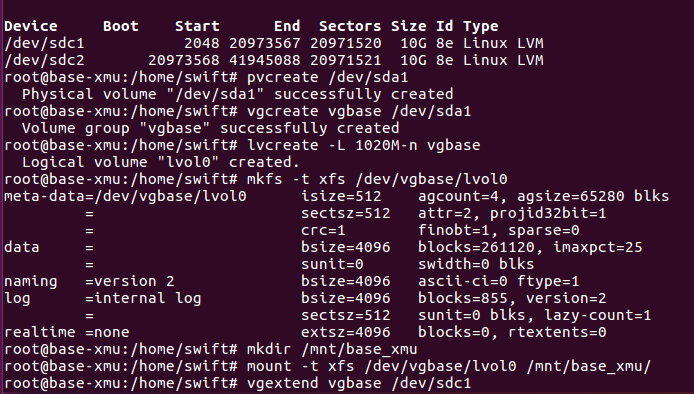 Device     Boot    Start      End  Sectors Size Id Type
/dev/sdc1           2048 20973567 20971520  10G 8e Linux LVM
/dev/sdc2       20973568 41945088 20971521  10G 8e Linux LVM
root@base-xmu:/home/swift# pvcreate /dev/sda1
  Physical volume "/dev/sda1" successfully created
root@base-xmu:/home/swift# vgcreate vgbase /dev/sda1
  Volume group "vgbase" successfully created
root@base-xmu:/home/swift# lvcreate -L 1020M-n vgbase
  Logical volume "lvol0" created.
root@base-xmu:/home/swift# mkfs -t xfs /dev/vgbase/lvol0
meta-data=/dev/vgbase/lvol0      isize=512    agcount=4, agsize=65280 blks
         =                       sectsz=512   attr=2, projid32bit=1
         =                       crc=1        finobt=1, sparse=0
data     =                       bsize=4096   blocks=261120, imaxpct=25
         =                       sunit=0      swidth=0 blks
naming   =version 2              bsize=4096   ascii-ci=0 ftype=1
log      =internal log           bsize=4096   blocks=855, version=2
         =                       sectsz=512   sunit=0 blks, lazy-count=1
realtime =none                   extsz=4096   blocks=0, rtextents=0
root@base-xmu:/home/swift# mkdir /mnt/base_xmu
root@base-xmu:/home/swift# mount -t xfs /dev/vgbase/lvol0 /mnt/base_xmu/
root@base-xmu:/home/swift# vgextend vgbase /dev/sdc1